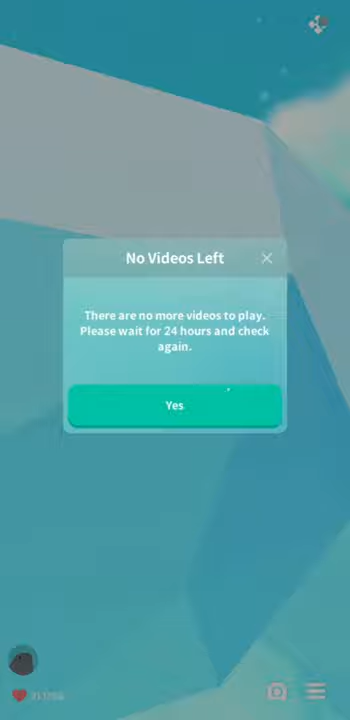 No Videos Left
There are no more videos to play.
Please wait for 24 hours and check
again.
Yes